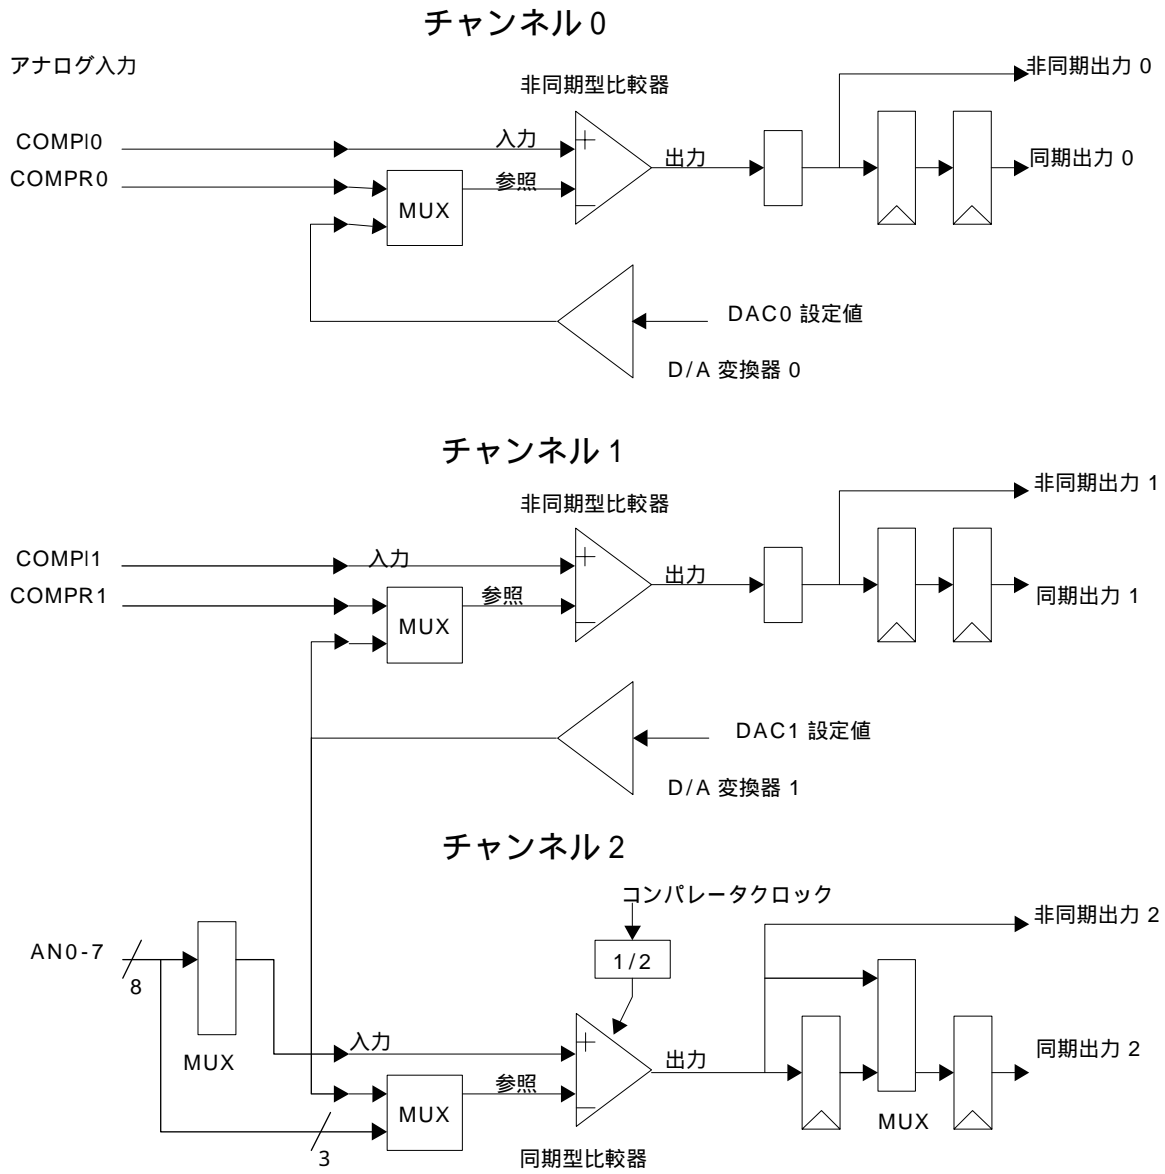 チャンネル 0
アナログ入力
非同期型比較器
非同期出力 0
COMPI0
入力
+
出力
同期出力 0
COMPR0
参照
MUX
−
DAC0 設定値
D/A 変換器 0
チャンネル 1
非同期型比較器
非同期出力 1
COMPI1
入力
+
出力
同期出力 1
COMPR1
参照
MUX
−
DAC1 設定値
D/A 変換器 1
チャンネル 2
コンパレータクロック
非同期出力 2
AN0-7
8
1/2
MUX
入力
+
出力
同期出力 2
参照
MUX
−
MUX
3
同期型比較器